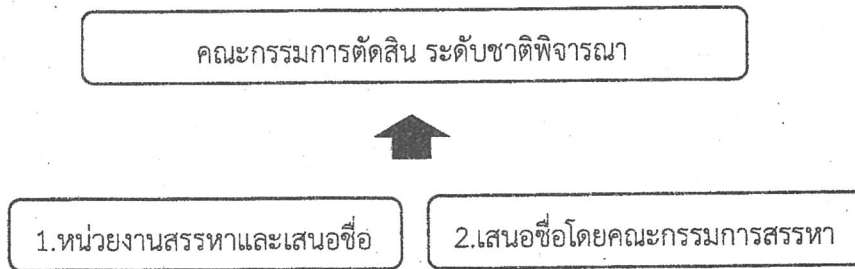 คณะกรรมการตัดสิน ระดับชาติพิจารณา
1.หน่วยงานสรรหาและเสนอชื่อ
2.เสนอชื่อโดยคณะกรรมการสรรหา